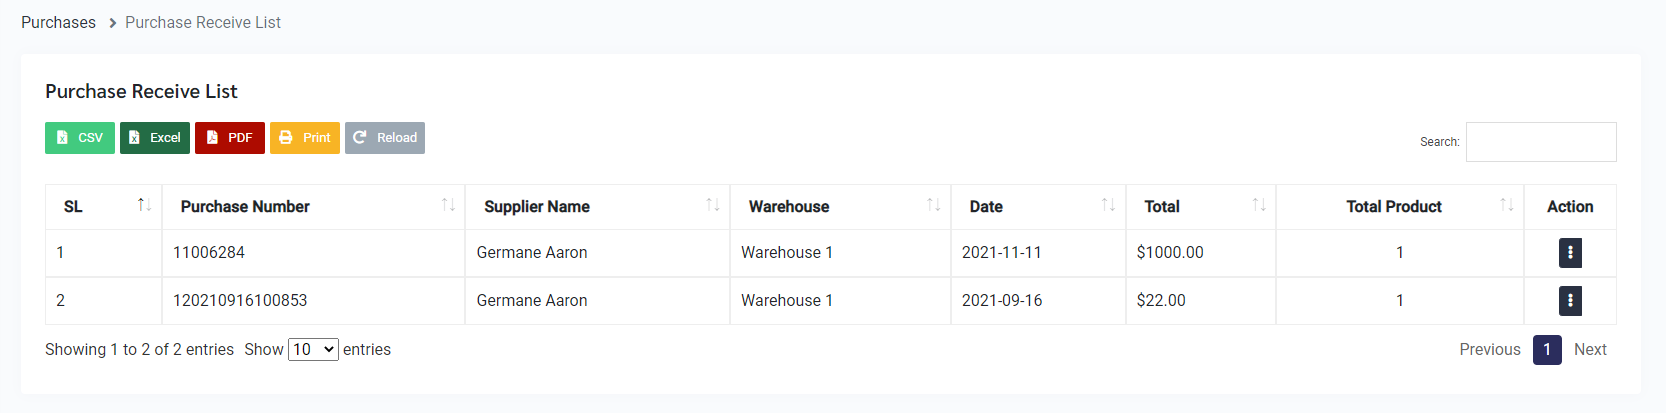 Purchases > Purchase Receive List
Purchase Receive List
CSV Excel PDF Print Reload
Search:
SL Purchase Number Supplier Name Warehouse Date Total Total Product Action
1 11006284 Germane Aaron Warehouse 1 2021-11-11 $1000.00 1
2 120210916100853 Germane Aaron Warehouse 1 2021-09-16 $22.00 1
Showing 1 to 2 of 2 entries Show 10 entries Previous 1 Next